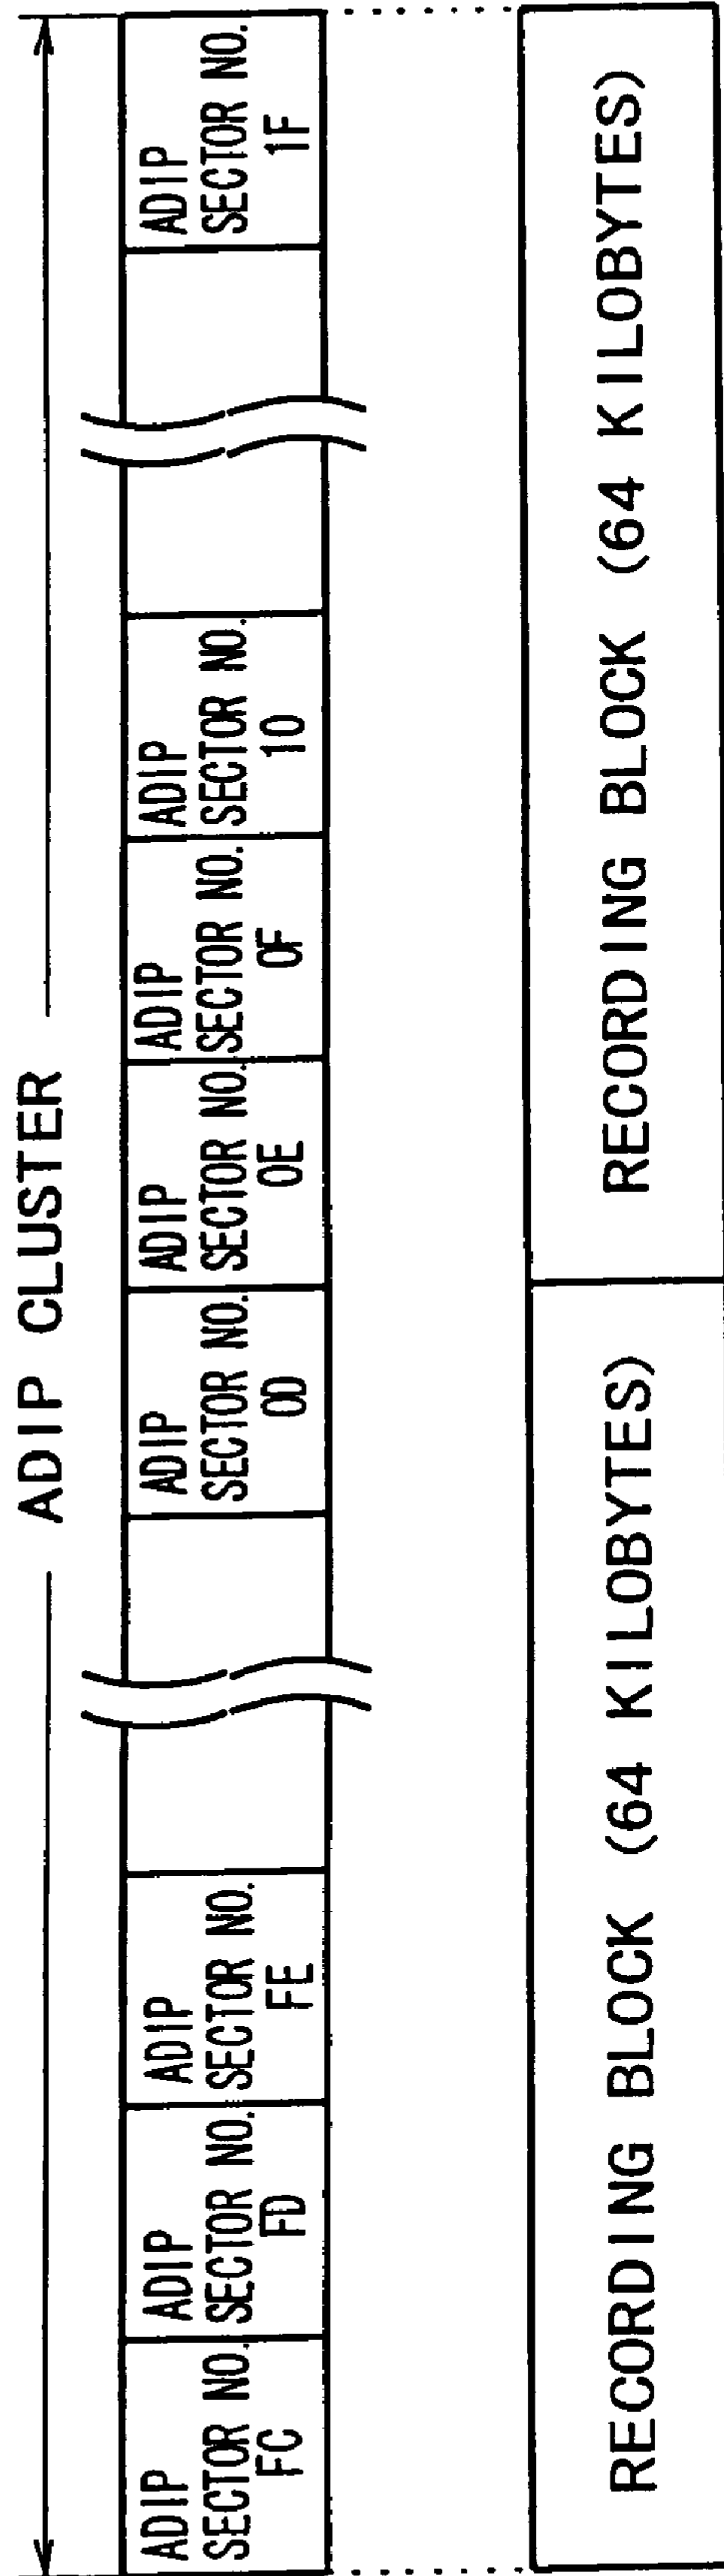 ADIP CLUSTER
ADIP
SECTOR NO.
FC
ADIP
SECTOR NO.
FD
ADIP
SECTOR NO.
FE
ADIP
SECTOR NO.
0D
ADIP
SECTOR NO.
0E
ADIP
SECTOR NO.
0F
ADIP
SECTOR NO.
10
ADIP
SECTOR NO.
1F
RECORDING BLOCK (64 KILOBYTES)
RECORDING BLOCK (64 KILOBYTES)